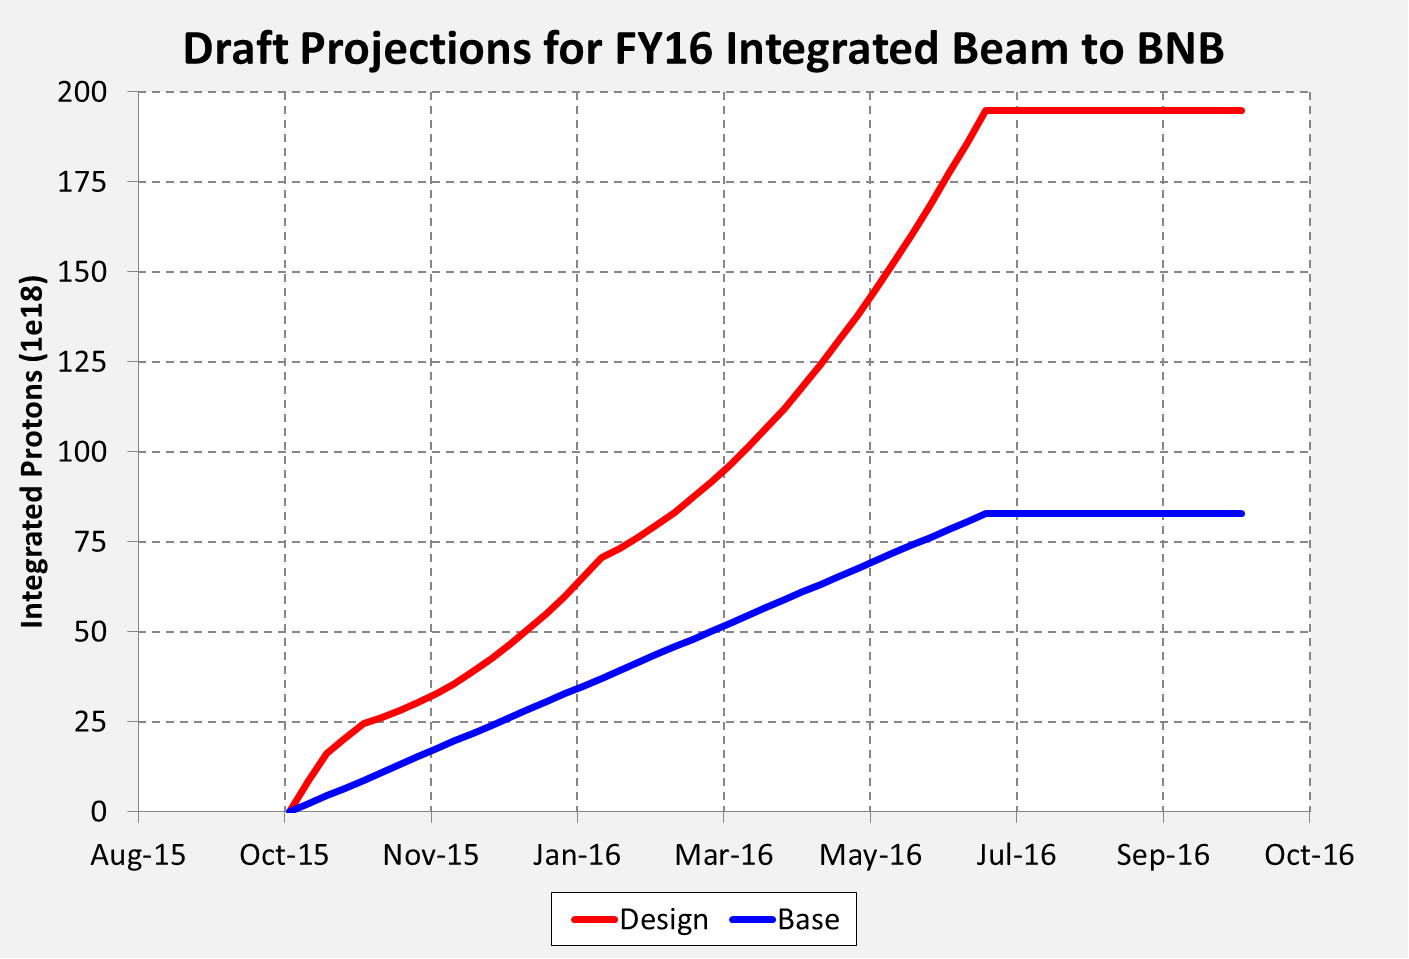 Draft Projections for FY16 Integrated Beam to BNB
Integrated Protons (1e18)
200
175
150
125
100
75
50
25
0
Aug-15 Oct-15 Nov-15 Jan-16 Mar-16 May-16 Jul-16 Sep-16 Oct-16
Design Base